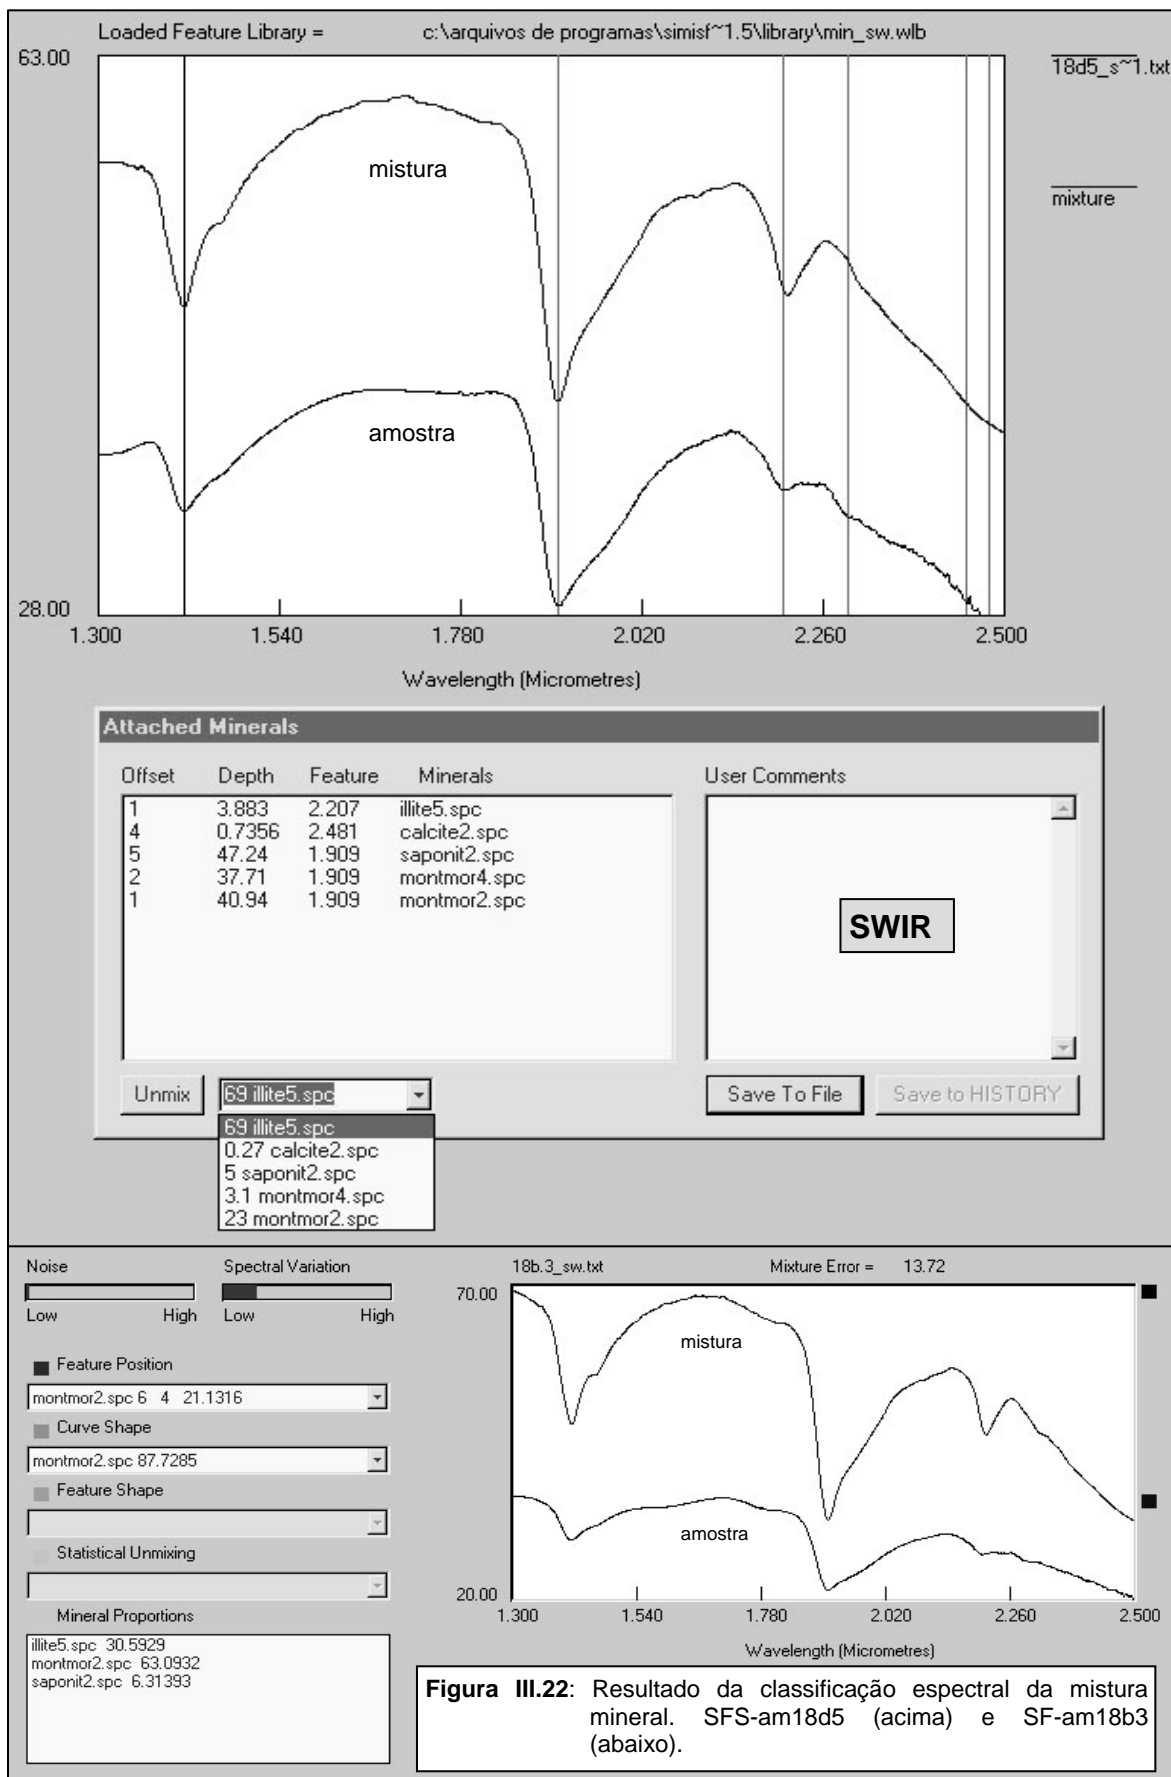 Loaded Feature Library = c:\arquivos de programas\simisf~1.5\library\min_sw.wlb
63.00
18d5_s~1.txt
mistura
mixture
amostra
28.00
1.300 1.540 1.780 2.020 2.260 2.500
Wavelength (Micrometres)
Attached Minerals
Offset Depth Feature Minerals
User Comments
1 3.883 2.207 illite5.spc
4 0.7356 2.481 calcite2.spc
5 47.24 1.909 saponit2.spc
2 37.71 1.909 montmor4.spc
1 40.94 1.909 montmor2.spc
SWIR
Unmix
69 illite5.spc
Save To File
Save to HISTORY
69 illite5.spc
0.27 calcite2.spc
5 saponit2.spc
3.1 montmor4.spc
23 montmor2.spc
Noise
Spectral Variation
Low High
Low High
Feature Position
montmor2.spc 6 4 21.1316
Curve Shape
montmor2.spc 87.7285
Feature Shape
Statistical Unmixing
Mineral Proportions
illite5.spc 30.5929
montmor2.spc 63.0932
saponit2.spc 6.31393
18b.3_sw.txt
Mixture Error = 13.72
70.00
mistura
amostra
20.00
1.300 1.540 1.780 2.020 2.260 2.500
Wavelength (Micrometres)
Figura III.22: Resultado da classificação espectral da mistura
mineral. SFS-am18d5 (acima) e SF-am18b3
(abaixo).